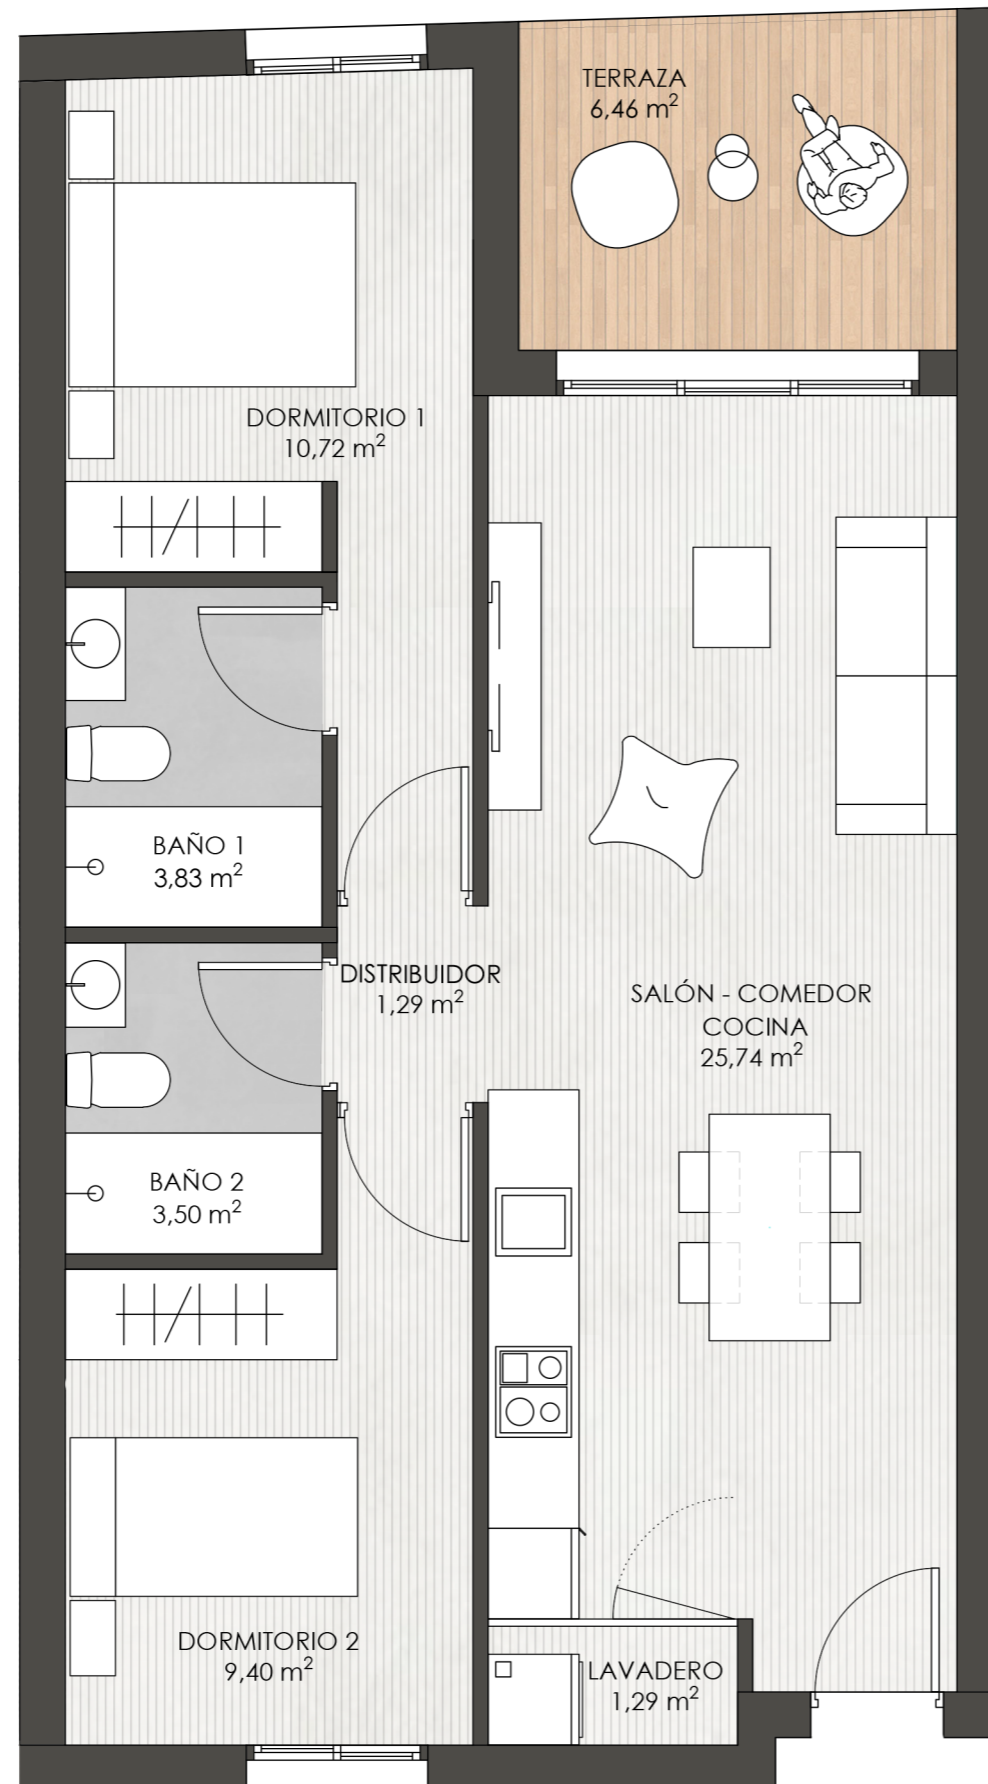 TERRAZA
6,46 m²
DORMITORIO 1
10,72 m²
BAÑO 1
3,83 m²
DISTRIBUIDOR
1,29 m²
SALÓN - COMEDOR
COCINA
25,74 m²
BAÑO 2
3,50 m²
DORMITORIO 2
9,40 m²
LAVADERO
1,29 m²